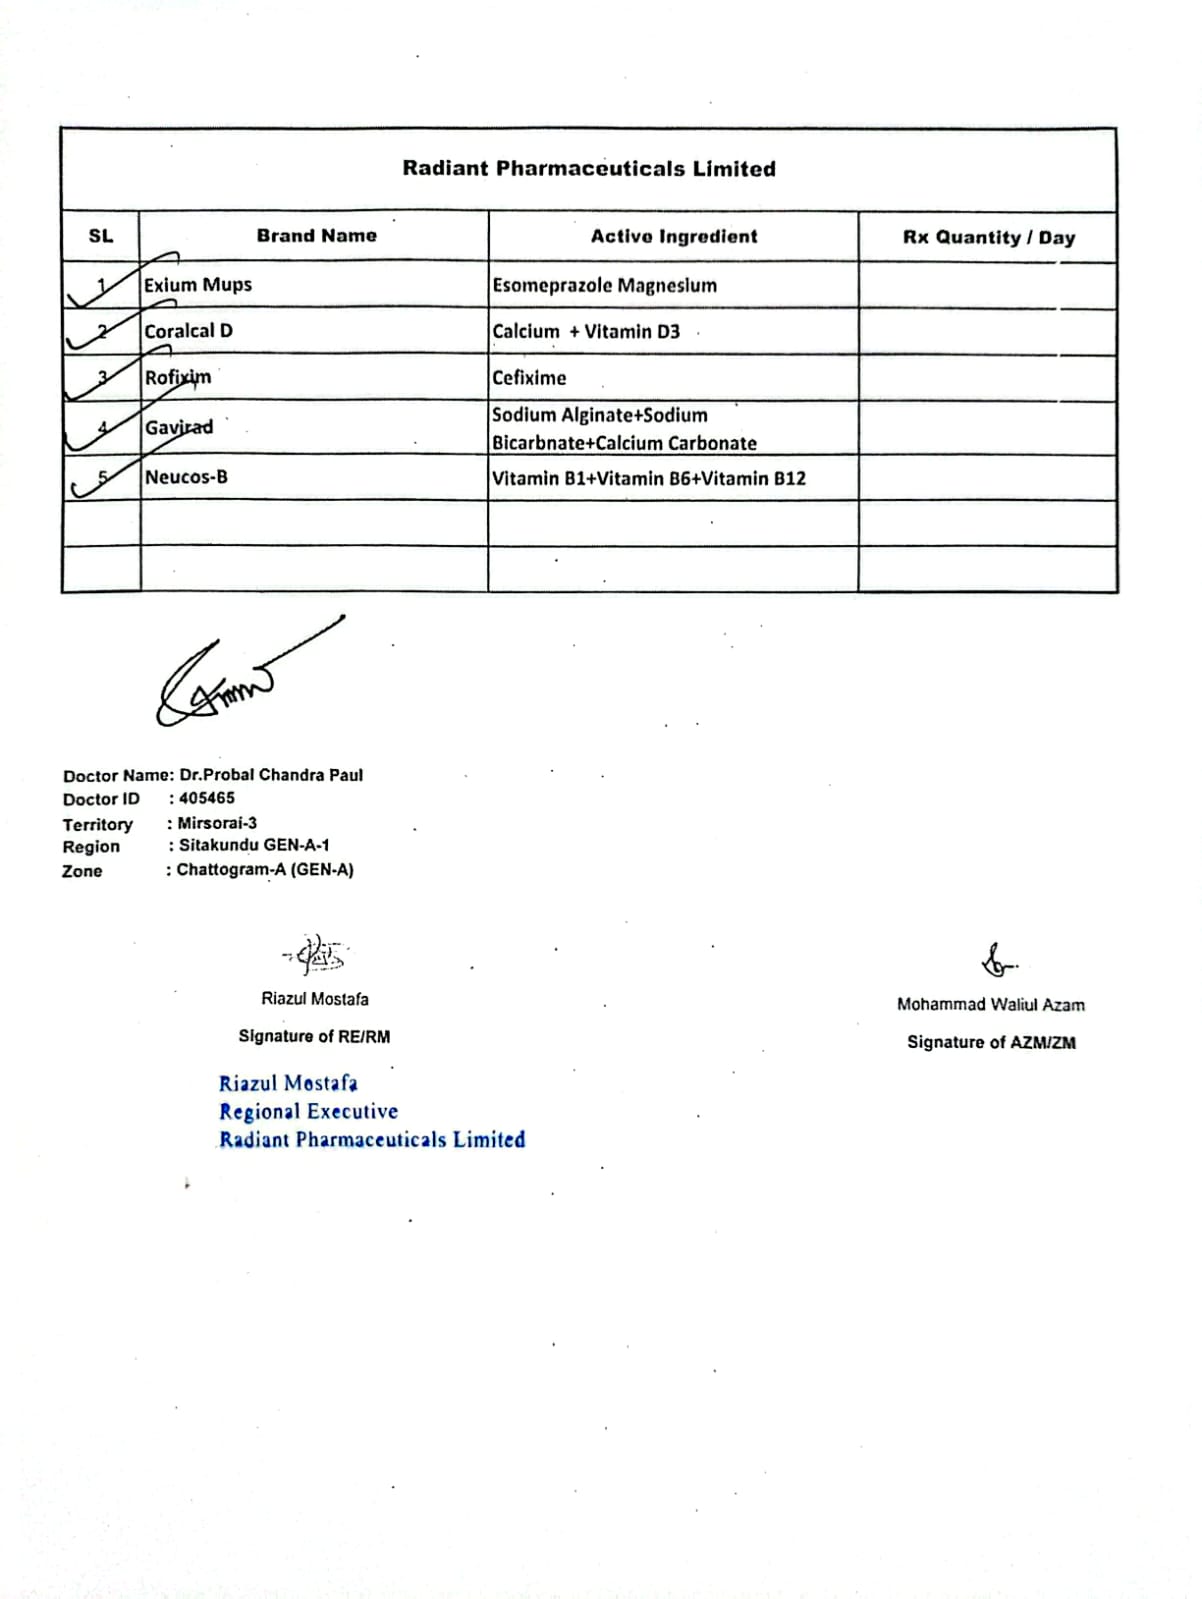 Radiant Pharmaceuticals Limited
SL Brand Name Active Ingredient Rx Quantity / Day
1 Exium Mups Esomeprazole Magnesium
2 Coralcal D Calcium + Vitamin D3
3 Rofixim Cefixime
4 Gavirad Sodium Alginate+Sodium
Bicarbnate+Calcium Carbonate
5 Neucos-B Vitamin B1+Vitamin B6+Vitamin B12
Doctor Name: Dr.Probal Chandra Paul
Doctor ID : 405465
Territory : Mirsorai-3
Region : Sitakundu GEN-A-1
Zone : Chattogram-A (GEN-A)
Riazul Mostafa
Signature of RE/RM
Mohammad Waliul Azam
Signature of AZM/ZM
Riazul Mostafa
Regional Executive
Radiant Pharmaceuticals Limited